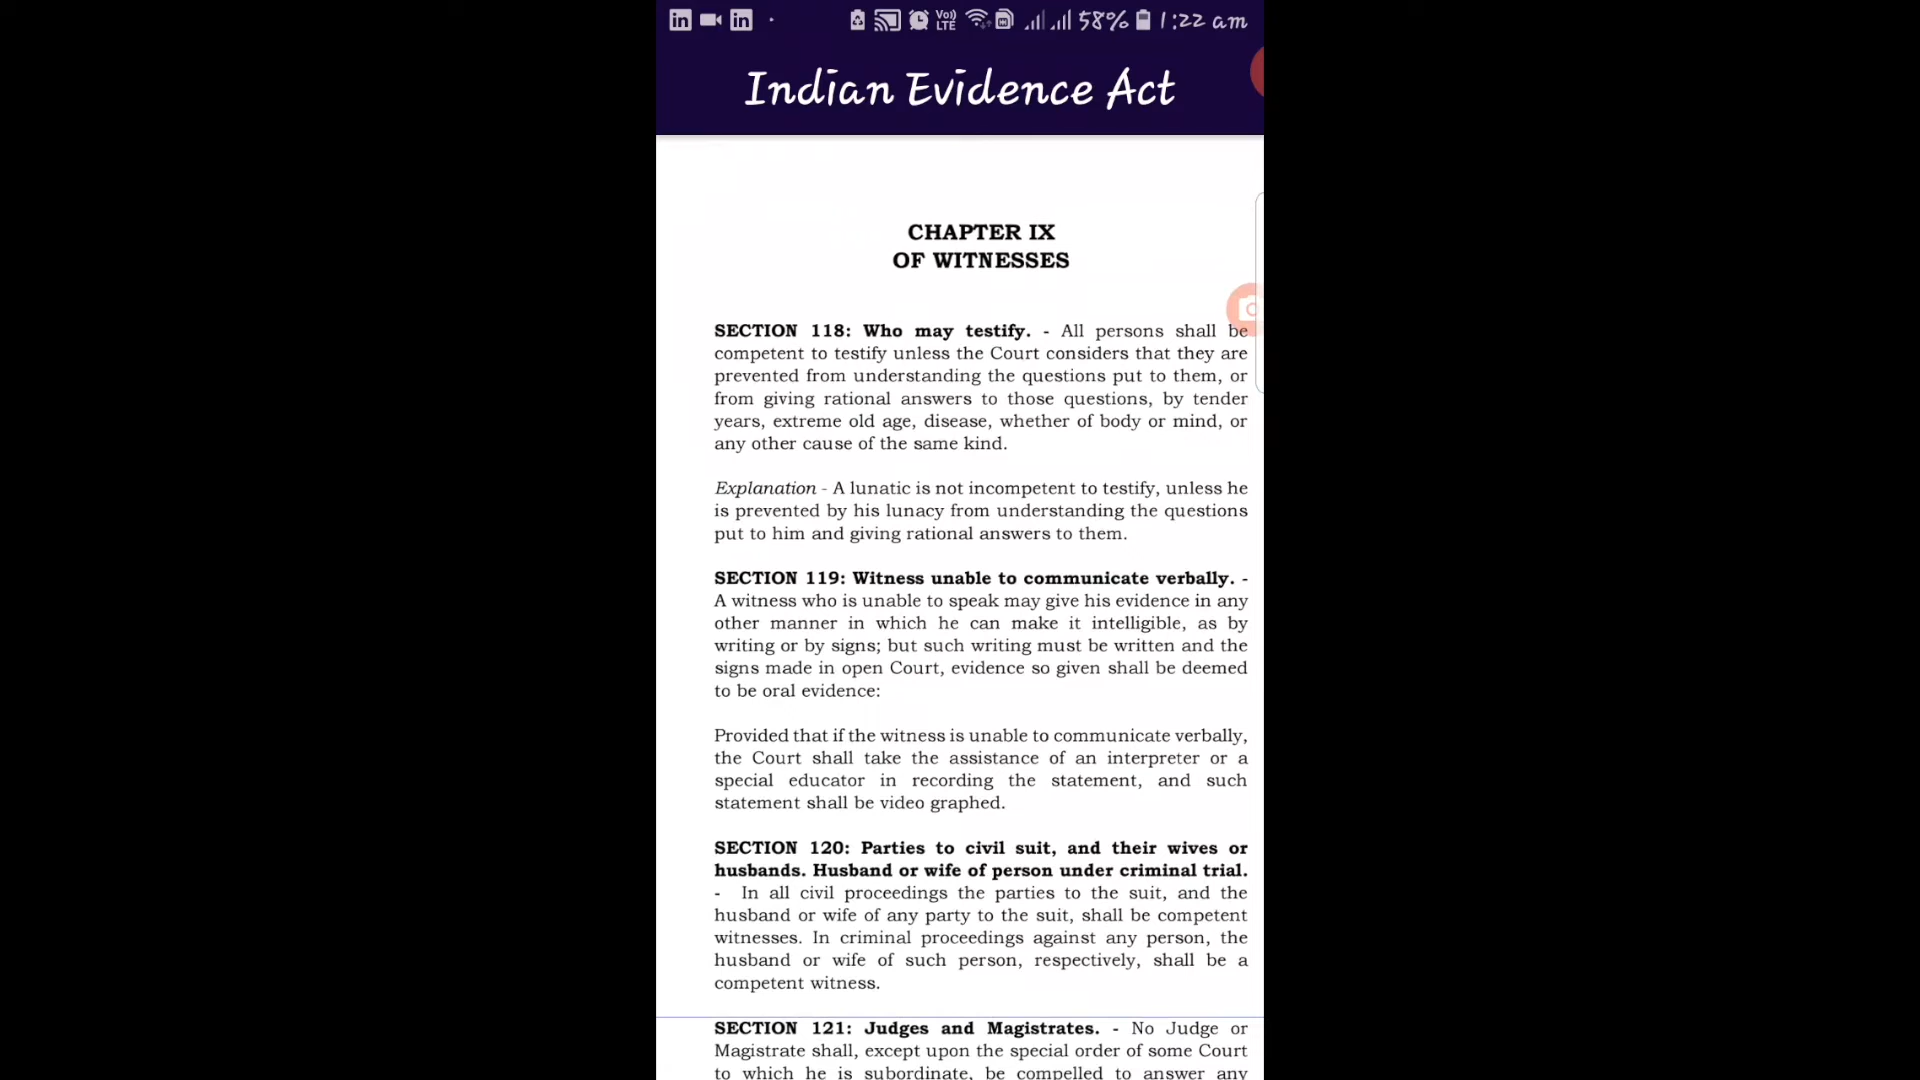 in in Vo)) LTE 58% 1:22 am
Indian Evidence Act
CHAPTER IX
OF WITNESSES
SECTION 118: Who may testify. - All persons shall be
competent to testify unless the Court considers that they are
prevented from understanding the questions put to them, or
from giving rational answers to those questions, by tender
years, extreme old age, disease, whether of body or mind, or
any other cause of the same kind.
Explanation - A lunatic is not incompetent to testify, unless he
is prevented by his lunacy from understanding the questions
put to him and giving rational answers to them.
SECTION 119: Witness unable to communicate verbally. -
A witness who is unable to speak may give his evidence in any
other manner in which he can make it intelligible, as by
writing or by signs; but such writing must be written and the
signs made in open Court, evidence so given shall be deemed
to be oral evidence:
Provided that if the witness is unable to communicate verbally,
the Court shall take the assistance of an interpreter or a
special educator in recording the statement, and such
statement shall be video graphed.
SECTION 120: Parties to civil suit, and their wives or
husbands. Husband or wife of person under criminal trial.
- In all civil proceedings the parties to the suit, and the
husband or wife of any party to the suit, shall be competent
witnesses. In criminal proceedings against any person, the
husband or wife of such person, respectively, shall be a
competent witness.
SECTION 121: Judges and Magistrates. - No Judge or
Magistrate shall, except upon the special order of some Court
to which he is subordinate, be compelled to answer any